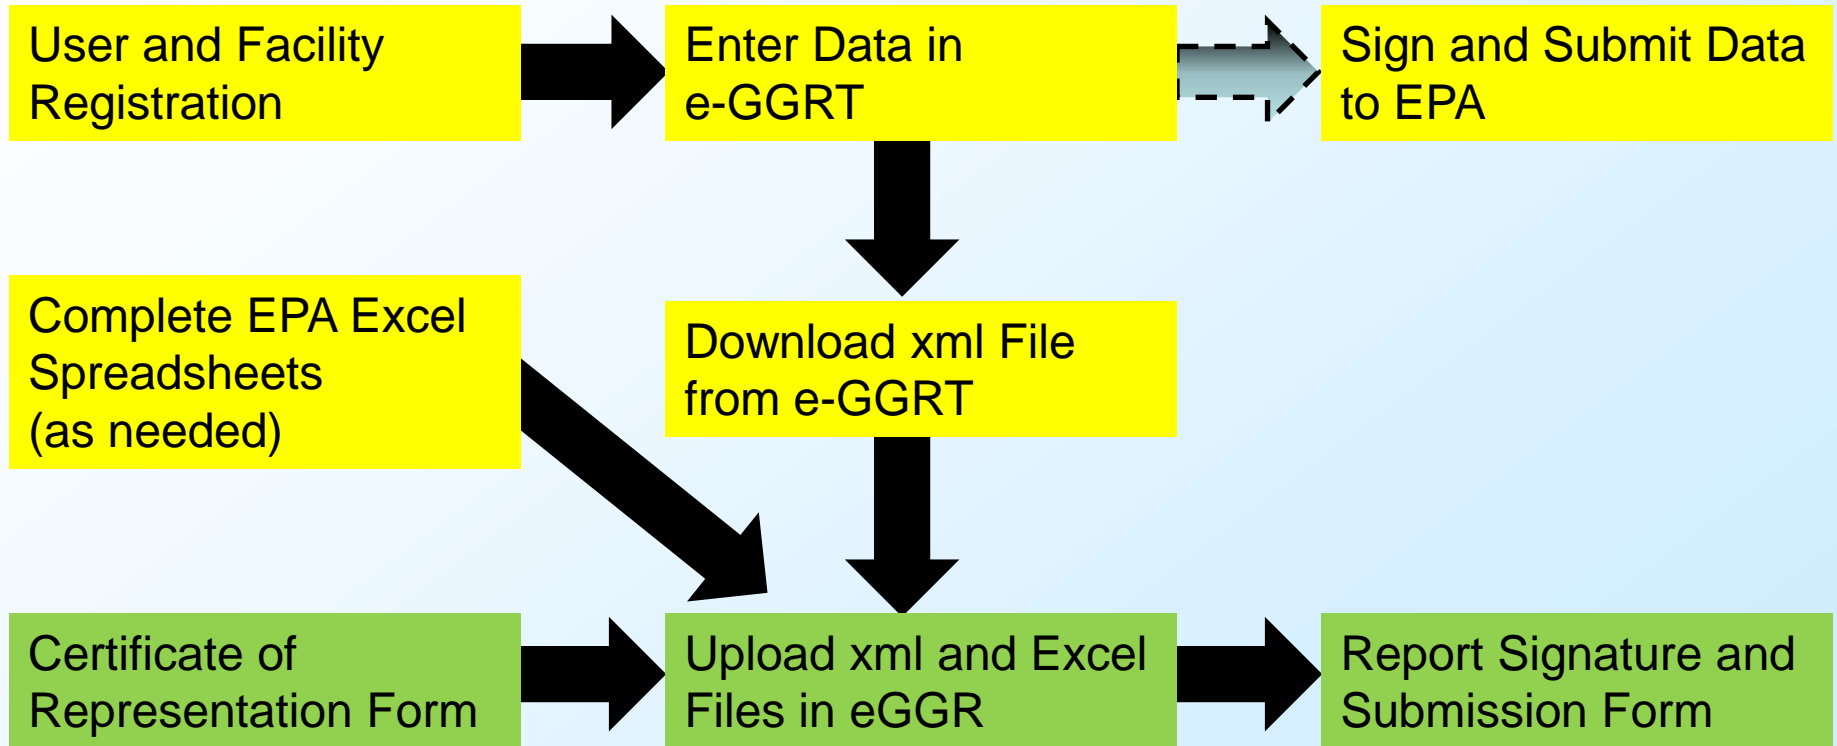 User and Facility
Registration
Enter Data in
e-GGRT
Sign and Submit Data
to EPA
Complete EPA Excel
Spreadsheets
(as needed)
Download xml File
from e-GGRT
Certificate of
Representation Form
Upload xml and Excel
Files in eGGR
Report Signature and
Submission Form